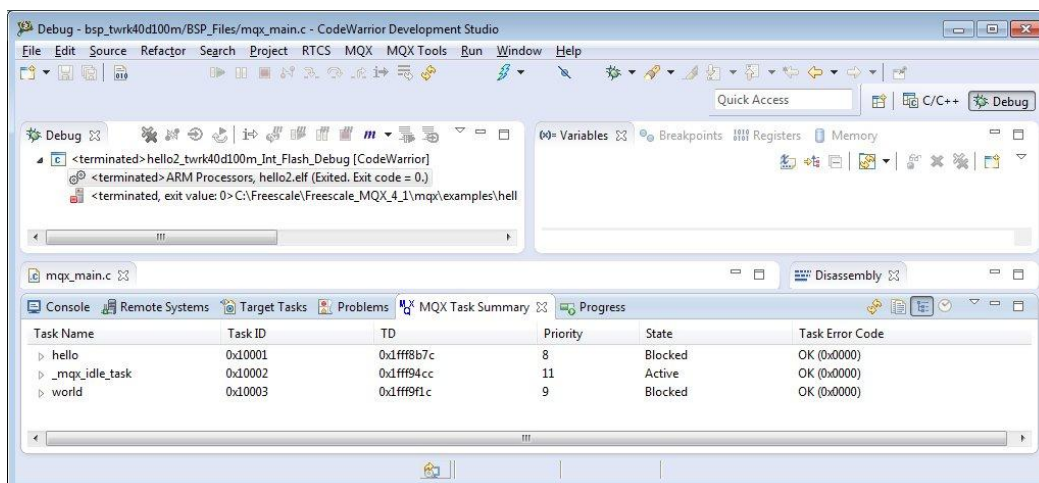 Debug - bsp_twrk40d100m/BSP_Files/mqx_main.c - CodeWarrior Development Studio
File Edit Source Refactor Search Project RTCS MQX MQX Tools Run Window Help
Quick Access C/C++ Debug
Debug
(x)= Variables Breakpoints Registers Memory
<terminated>hello2_twrk40d100m_Int_Flash_Debug [CodeWarrior]
<terminated>ARM Processors, hello2.elf (Exited. Exit code = 0.)
<terminated, exit value: 0>C:\Freescale\Freescale_MQX_4_1\mqx\examples\hell
mqx_main.c
Disassembly
Console Remote Systems Target Tasks Problems MQX Task Summary Progress
Task Name Task ID TD Priority State Task Error Code
hello 0x10001 0x1fff8b7c 8 Blocked OK (0x0000)
_mqx_idle_task 0x10002 0x1fff94cc 11 Active OK (0x0000)
world 0x10003 0x1fff9f1c 9 Blocked OK (0x0000)